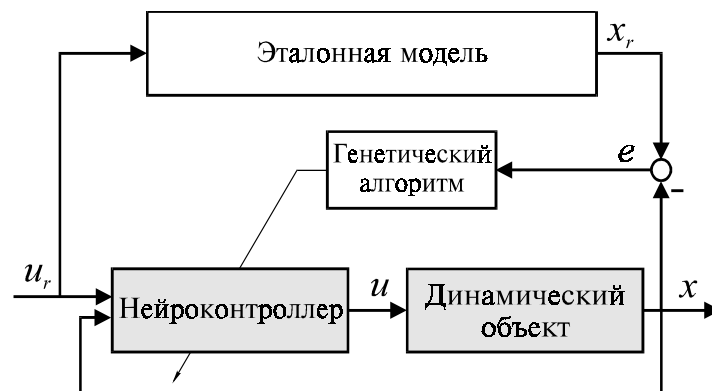 Эталонная модель
x_r
Генетический
алгоритм
e
-
u_r
Нейроконтроллер
u
Динамический
объект
x